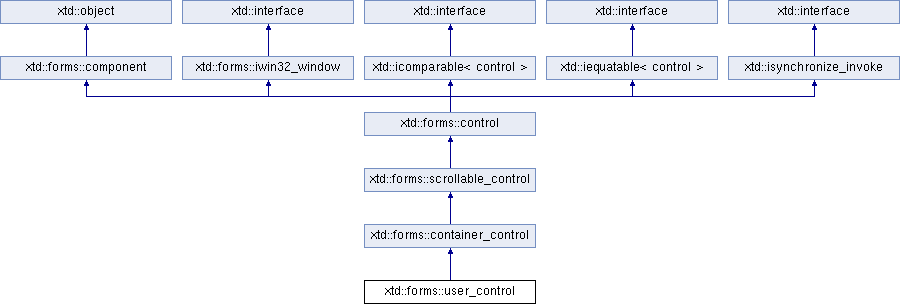 xtd::object
xtd::interface
xtd::interface
xtd::interface
xtd::interface
xtd::forms::component
xtd::forms::iwin32_window
xtd::icomparable< control >
xtd::iequatable< control >
xtd::isynchronize_invoke
xtd::forms::control
xtd::forms::scrollable_control
xtd::forms::container_control
xtd::forms::user_control